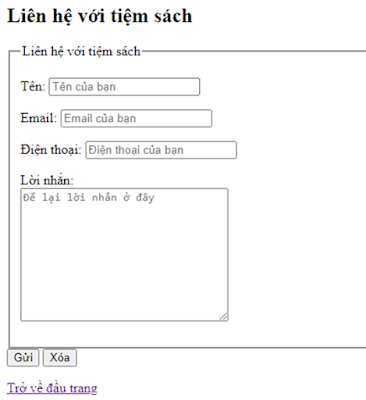 Liên hệ với tiệm sách
Liên hệ với tiệm sách
Tên: Tên của bạn
Email: Email của bạn
Điện thoại: Điện thoại của bạn
Lời nhắn:
Để lại lời nhắn ở đây
Gửi Xóa
Trở về đầu trang